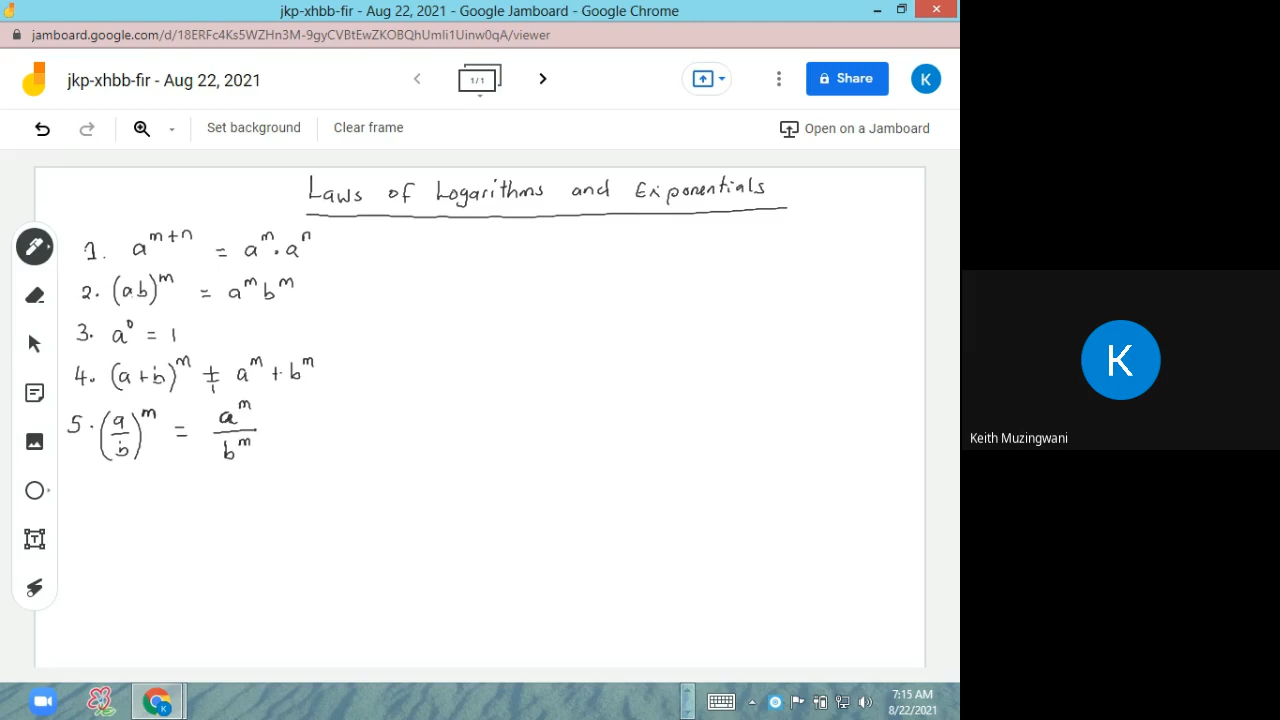 jkp-xhbb-fir - Aug 22, 2021 - Google Jamboard - Google Chrome
jamboard.google.com/d/18ERFc4Ks5WZHn3M-9gyCVBtEwZKOBQhUmli1Uinw0qA/viewer
jkp-xhbb-fir - Aug 22, 2021
1/1
Share
K
Set background
Clear frame
Open on a Jamboard
Laws of Logarithms and Exponentials
1. a^{m+n} = a^m · a^n
2. (ab)^m = a^m b^m
3. a^0 = 1
4. (a+b)^m ≠ a^m + b^m
5. (a/b)^m = a^m / b^m
K
Keith Muzingwani
7:15 AM
8/22/2021